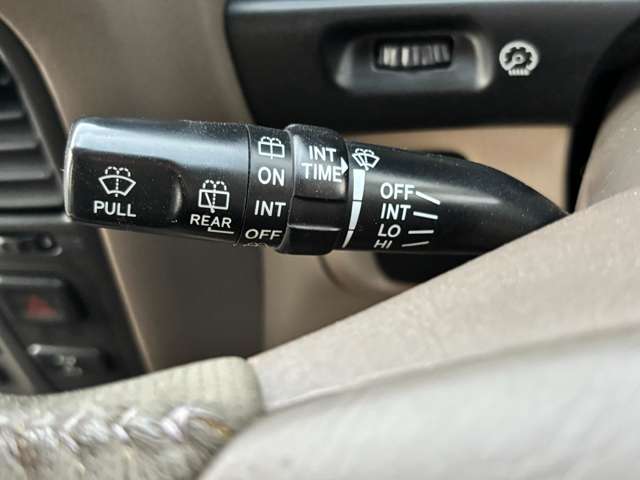 PULL
REAR
ON
INT
OFF
INT
TIME
OFF
INT
LO
HI